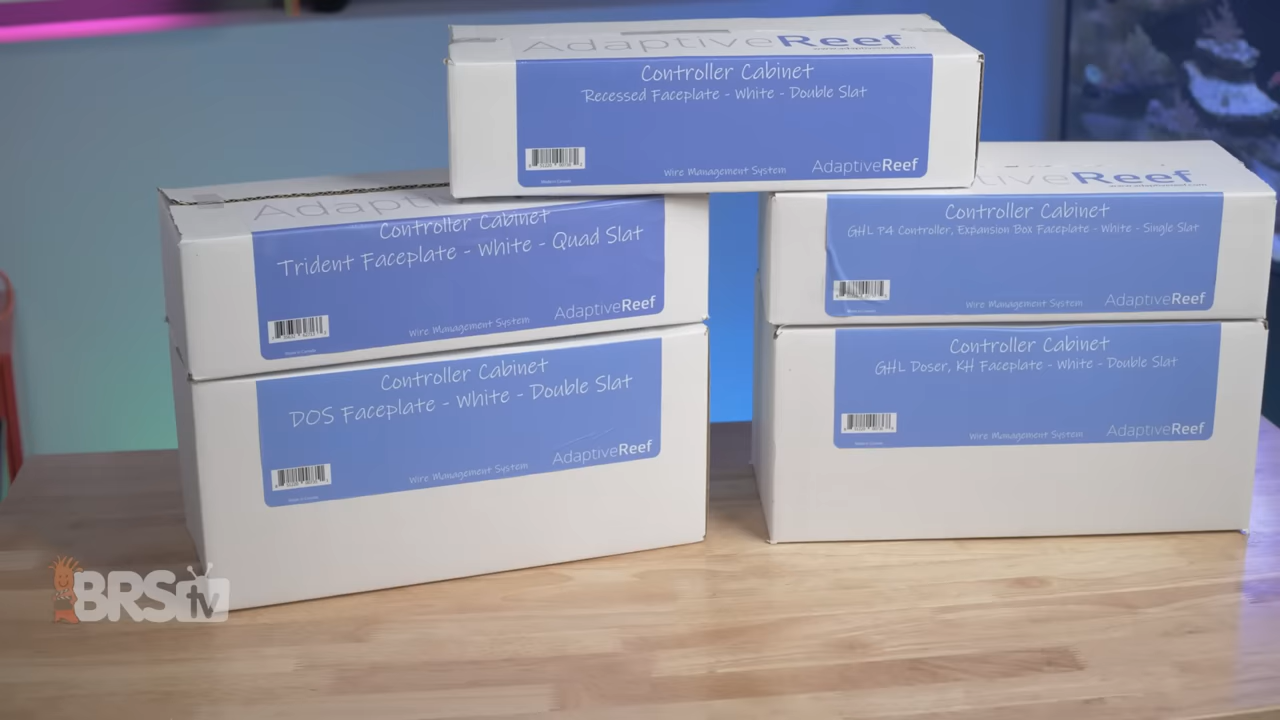 AdaptiveReef
Controller Cabinet
Recessed Faceplate - White - Double Slat
Wire Management System
AdaptiveReef
Controller Cabinet
Trident Faceplate - White - Quad Slat
Wire Management System
AdaptiveReef
Controller Cabinet
DOS Faceplate - White - Double Slat
Wire Management System
AdaptiveReef
Reef
Controller Cabinet
GHL P4 Controller, Expansion Box Faceplate - White - Single Slat
Wire Management System
AdaptiveReef
Controller Cabinet
GHL Doser, KH Faceplate - White - Double Slat
Wire Management System
AdaptiveReef
BRStv